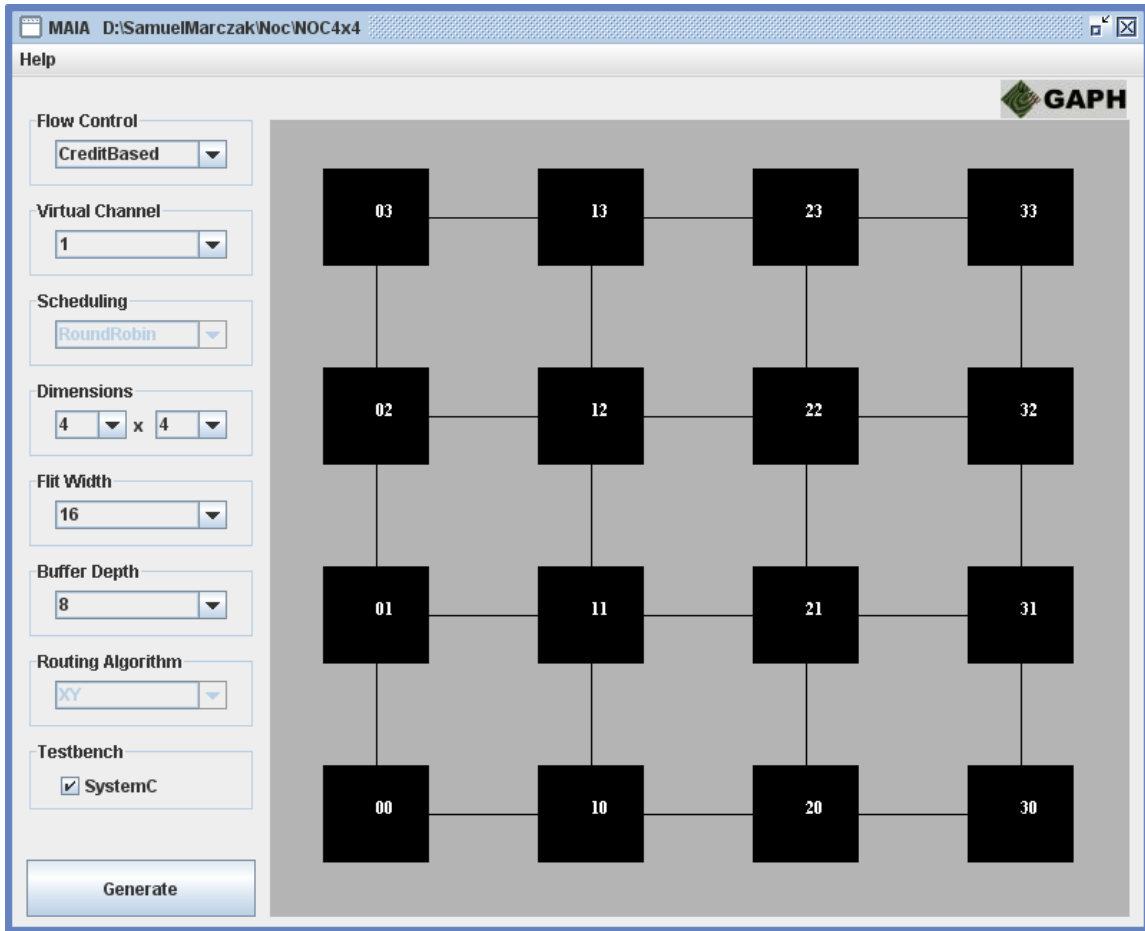 MAIA D:\SamuelMarczak\Noc\NOC4x4
Help
GAPH
Flow Control
CreditBased
Virtual Channel
1
Scheduling
RoundRobin
Dimensions
4 x 4
Flit Width
16
Buffer Depth
8
Routing Algorithm
XY
Testbench
SystemC
Generate
03 13 23 33
02 12 22 32
01 11 21 31
00 10 20 30